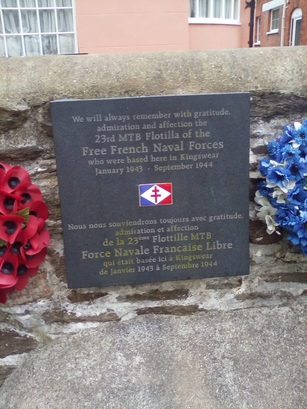 We will always remember with gratitude,
admiration and affection the
23rd MTB Flotilla of the
Free French Naval Forces
who were based here in Kingswear
January 1943 - September 1944
Nous nous souviendrons toujours avec gratitude,
admiration et affection
de la 23ème Flottille MTB
Force Navale Francaise Libre
qui était basée ici à Kingswear
de Janvier 1943 à Septembre 1944